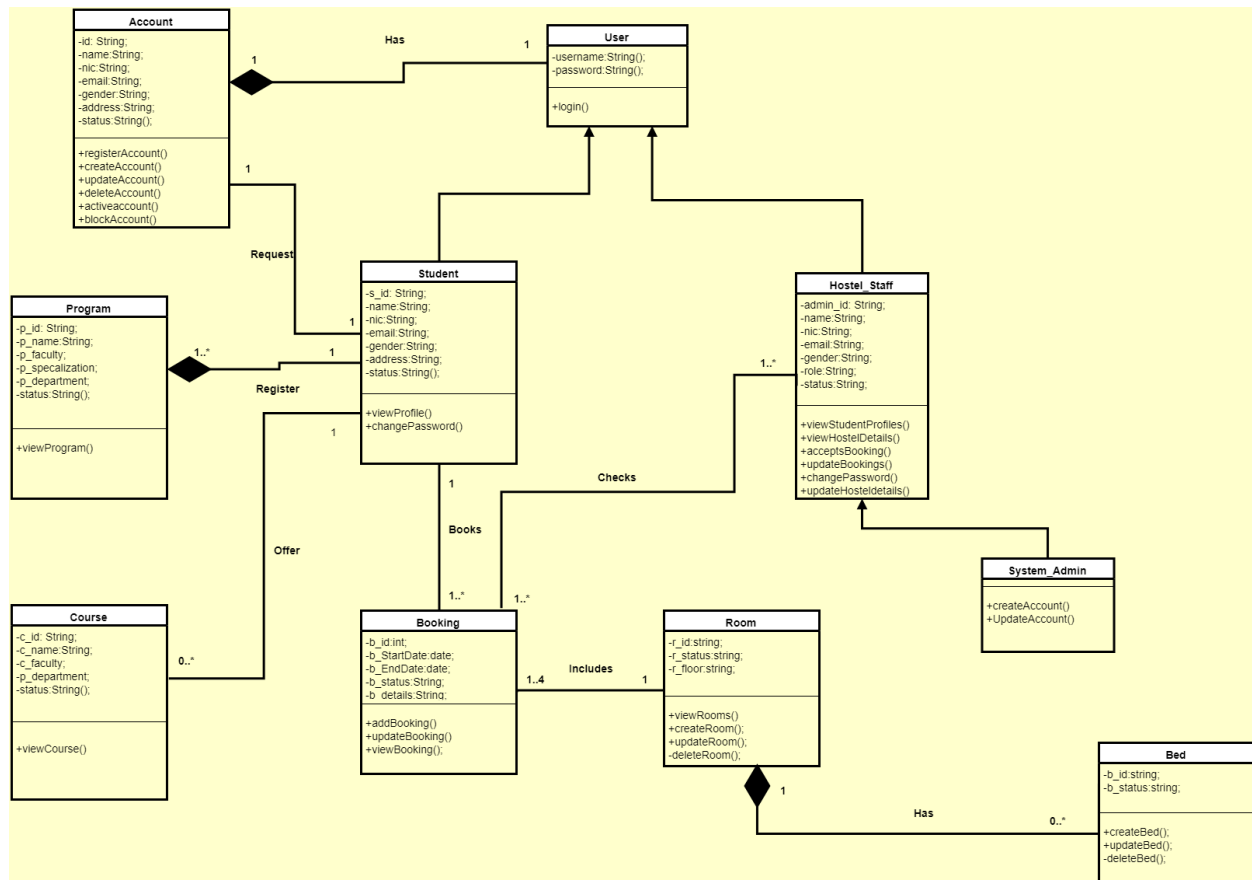 Account
-id: String;
-name:String;
-nic:String;
-email:String;
-gender:String;
-address:String;
-status:String();
+registerAccount()
+createAccount()
+updateAccount()
+deleteAccount()
+activeaccount()
+blockAccount()
1
Has
1
User
-username:String();
-password:String();
+login()
1
Request
1
Student
-s_id: String;
-name:String;
-nic:String;
-email:String;
-gender:String;
-address:String;
-status:String();
+viewProfile()
+changePassword()
Hostel_Staff
-admin_id: String;
-name:String;
-nic:String;
-email:String;
-gender:String;
-role:String;
-status:String;
+viewStudentProfiles()
+viewHostelDetails()
+acceptsBooking()
+updateBookings()
+changePassword()
+updateHosteldetails()
Program
-p_id: String;
-p_name:String;
-p_faculty;
-p_specalization;
-p_department;
-status:String();
+viewProgram()
1..*
1
Register
1
Offer
0..*
1
Books
1..*
1..*
Checks
1..*
System_Admin
+createAccount()
+UpdateAccount()
Course
-c_id: String;
-c_name:String;
-c_faculty;
-p_department;
-status:String();
+viewCourse()
Booking
-b_id:int;
-b_StartDate:date;
-b_EndDate:date;
-b_status:String;
-b_details:String;
+addBooking()
+updateBooking()
+viewBooking();
Includes
1..4
1
Room
-r_id:string;
-r_status:string;
-r_floor:string;
+viewRooms()
+createRoom();
+updateRoom();
-deleteRoom();
1
Has
0..*
Bed
-b_id:string;
-b_status:string;
+createBed();
+updateBed();
-deleteBed();